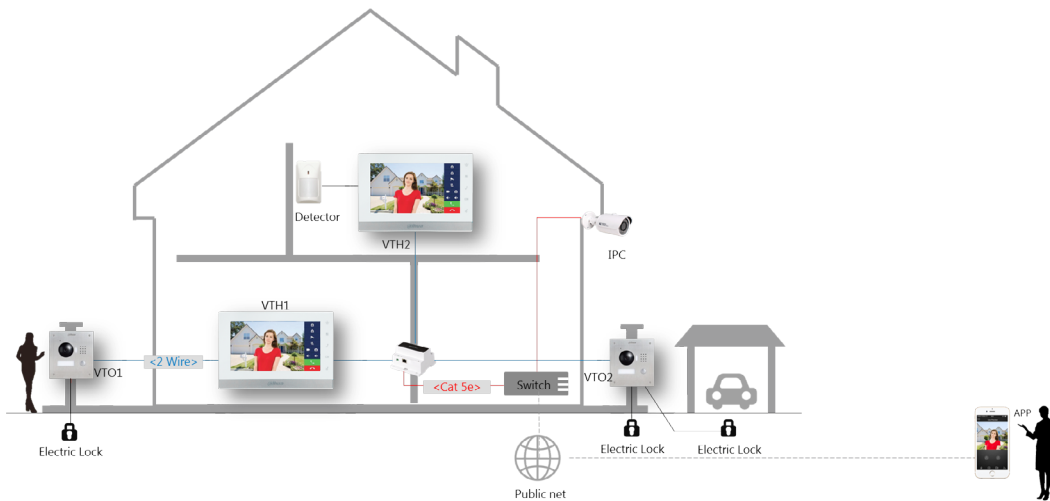 Detector
VTH2
IPC
VTH1
VTO1
<2 Wire>
<Cat 5e>
Switch
VTO2
Electric Lock
Electric Lock
Electric Lock
Public net
APP